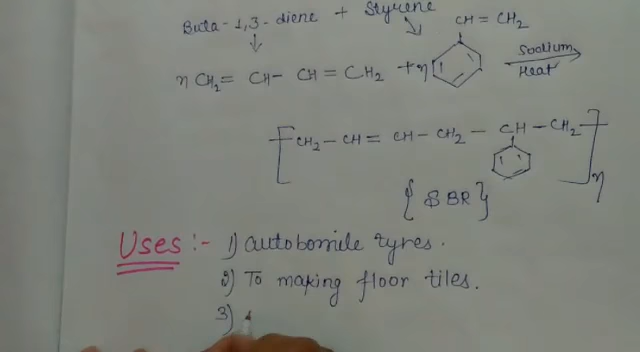 Buta-1,3-diene + Styrene
CH = CH2
n CH2= CH- CH = CH2 + n
Sodium
Heat
[CH2-CH= CH-CH2-CH-CH2]n
{SBR}
Uses :- 1) autobomile tyres.
2) To making floor tiles.
3)